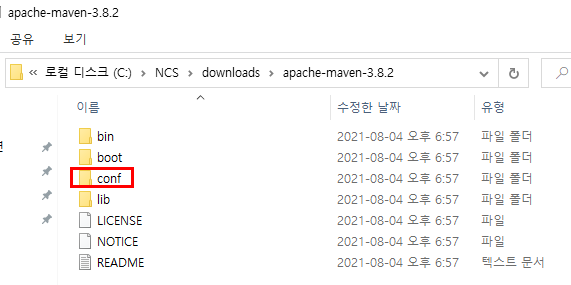 apache-maven-3.8.2
공유 보기
« 로컬 디스크 (C:) > NCS > downloads > apache-maven-3.8.2
이름 수정한 날짜 유형
bin 2021-08-04 오후 6:57 파일 폴더
boot 2021-08-04 오후 6:57 파일 폴더
conf 2021-08-04 오후 6:57 파일 폴더
lib 2021-08-04 오후 6:57 파일 폴더
LICENSE 2021-08-04 오후 6:57 파일
NOTICE 2021-08-04 오후 6:57 파일
README 2021-08-04 오후 6:57 텍스트 문서